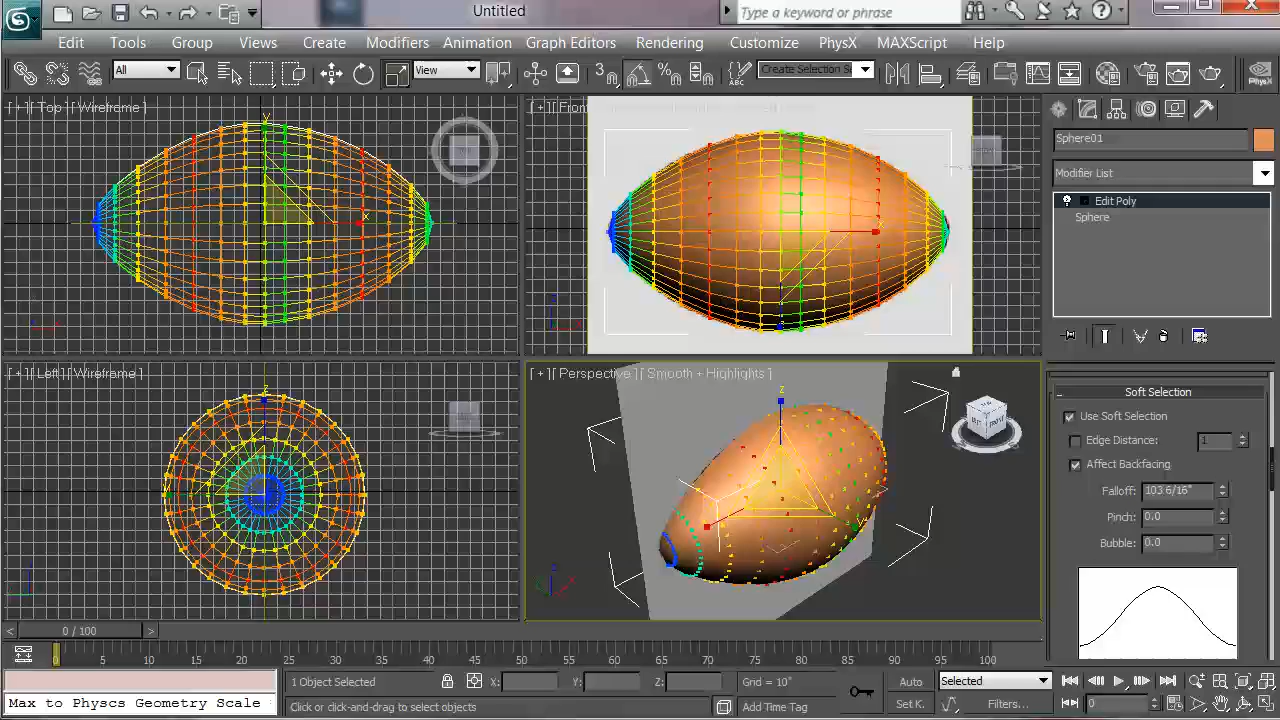 Untitled
Type a keyword or phrase
Edit Tools Group Views Create Modifiers Animation Graph Editors Rendering Customize PhysX MAXScript Help
All
View
3
ABC
Create Selection Se
PhysX
[ + ][ Top ][ Wireframe ]
[ + ][ Front
Sphere01
Modifier List
Edit Poly
Sphere
[ + ][ Left ][ Wireframe ]
[ + ][ Perspective ][ Smooth + Highlights ]
Soft Selection
Use Soft Selection
Edge Distance: 1
Affect Backfacing
Falloff: 103.6/16"
Pinch: 0.0
Bubble: 0.0
< 0 / 100 >
0 5 10 15 20 25 30 35 40 45 50 55 60 65 70 75 80 85 90 95 100
1 Object Selected X: Y: Z: Grid = 10" Auto Selected
Max to Physcs Geometry Scale
Click or click-and-drag to select objects Add Time Tag Set K. Filters... 0